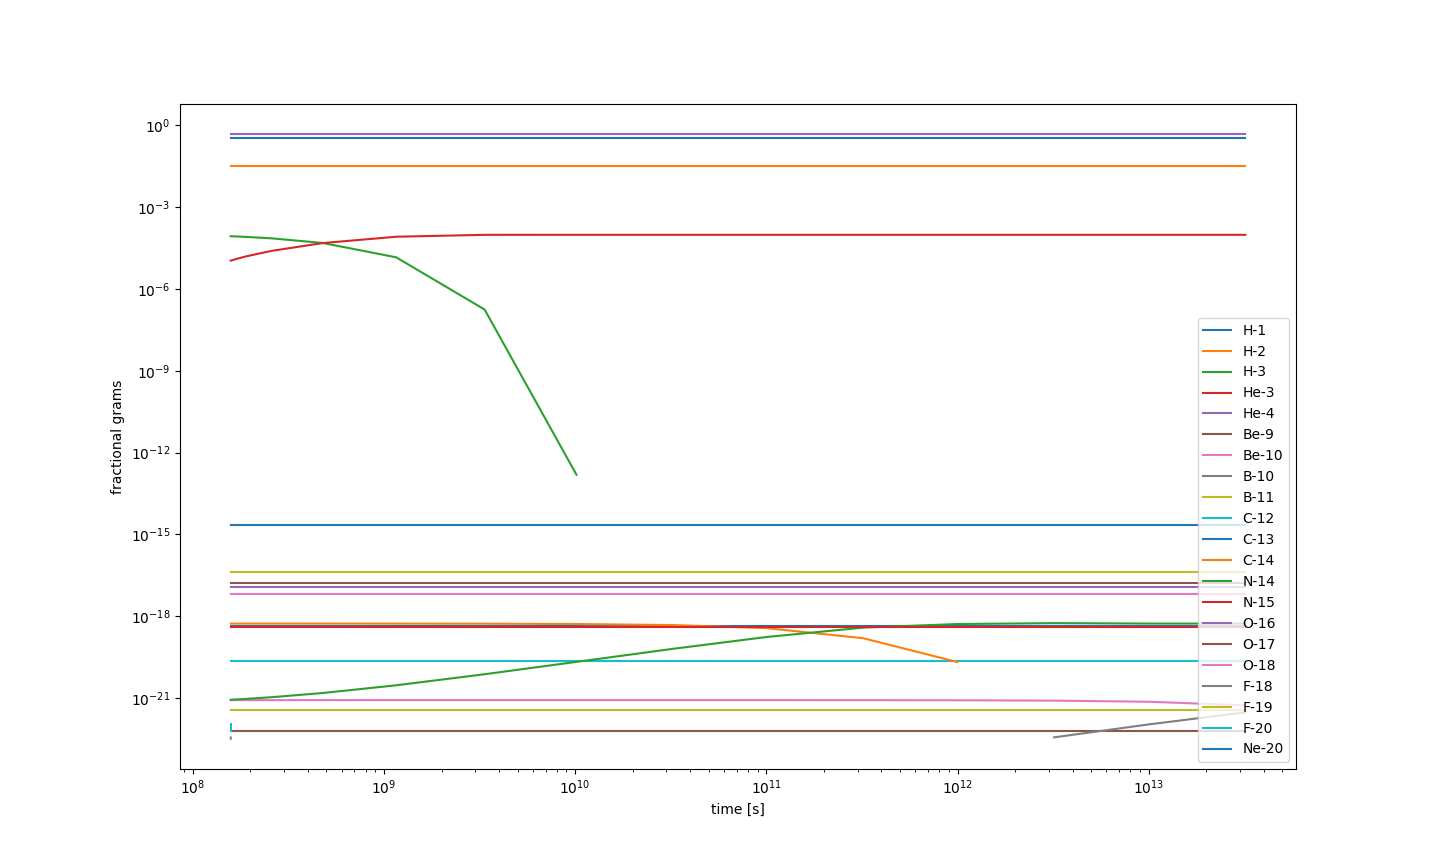 10^0
10^-3
10^-6
10^-9
10^-12
10^-15
10^-18
10^-21
fractional grams
10^8 10^9 10^10 10^11 10^12 10^13
time [s]
H-1
H-2
H-3
He-3
He-4
Be-9
Be-10
B-10
B-11
C-12
C-13
C-14
N-14
N-15
O-16
O-17
O-18
F-18
F-19
F-20
Ne-20